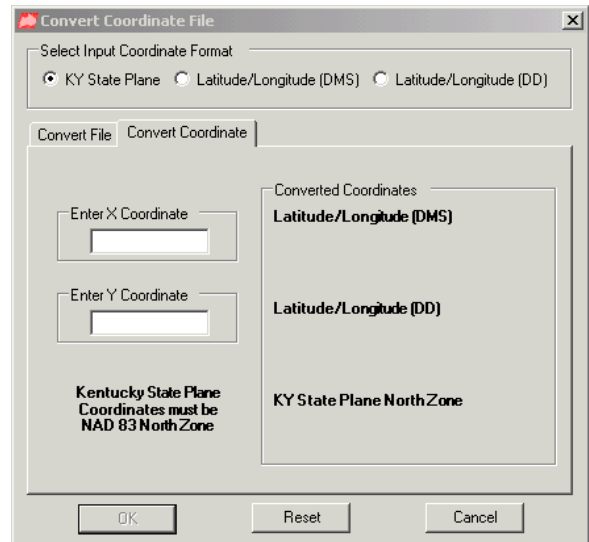 Convert Coordinate File
Select Input Coordinate Format
KY State Plane Latitude/Longitude (DMS) Latitude/Longitude (DD)
Convert File Convert Coordinate
Enter X Coordinate
Enter Y Coordinate
Kentucky State Plane
Coordinates must be
NAD 83 North Zone
Converted Coordinates
Latitude/Longitude (DMS)
Latitude/Longitude (DD)
KY State Plane North Zone
OK Reset Cancel